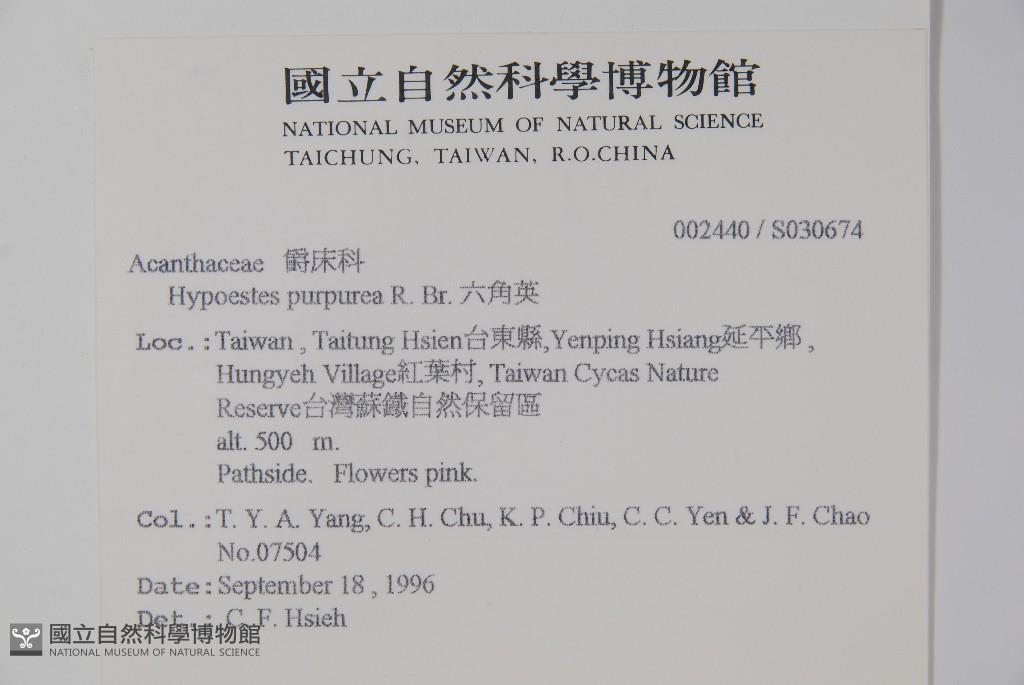 國立自然科學博物館
NATIONAL MUSEUM OF NATURAL SCIENCE
TAICHUNG, TAIWAN, R.O.CHINA
002440 / S030674
Acanthaceae 爵床科
Hypoestes purpurea R. Br. 六角英
Loc.:Taiwan , Taitung Hsien台東縣,Yenping Hsiang延平鄉 ,
Hungyeh Village紅葉村, Taiwan Cycas Nature
Reserve台灣蘇鐵自然保留區
alt. 500 m.
Pathside. Flowers pink.
Col.:T. Y. A. Yang, C. H. Chu, K. P. Chiu, C. C. Yen & J. F. Chao
No.07504
Date:September 18 , 1996
Det.: C. F. Hsieh
國立自然科學博物館
NATIONAL MUSEUM OF NATURAL SCIENCE